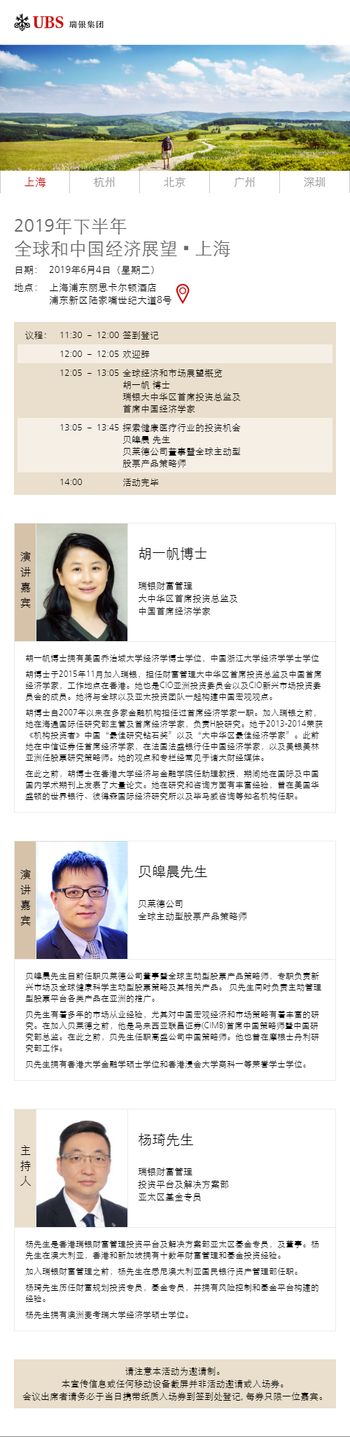 UBS 瑞银集团
上海 杭州 北京 广州 深圳
2019年下半年
全球和中国经济展望▪上海
日期: 2019年6月4日（星期二）
地点: 上海浦东丽思卡尔顿酒店
浦东新区陆家嘴世纪大道8号
议程: 11:30 – 12:00 签到登记
12:00 – 12:05 欢迎辞
12:05 – 13:05 全球经济和市场展望概览
胡一帆 博士
瑞银大中华区首席投资总监及
首席中国经济学家
13:05 – 13:45 探索健康医疗行业的投资机会
贝皞晨 先生
贝莱德公司董事暨全球主动型
股票产品策略师
14:00 活动完毕
演讲嘉宾
胡一帆博士
瑞银财富管理
大中华区首席投资总监及
中国首席经济学家
胡一帆博士拥有美国乔治城大学经济学博士学位，中国浙江大学经济学学士学位
胡博士于2015年11月加入瑞银，担任财富管理大中华区首席投资总监及中国首席
经济学家，工作地点在香港。她也是CIO亚洲投资委员会以及CIO新兴市场投资委
员会的成员。她将与全球以及亚太投资团队一起构建中国宏观观点。
胡博士自2007年以来在多家金融机构担任过首席经济学家一职。加入瑞银之前，
她在海通国际任研究部主管及首席经济学家，负责H股研究。她于2013-2014荣获
《机构投资者》中国“最佳研究钻石奖”以及“大中华区最佳经济学家”。此前
她在中信证券任首席经济学家，在法国法盛银行任中国经济学家，以及美银美林
亚洲任股票研究策略师。她的观点和专栏经常见于诸大财经媒体。
在此之前，胡博士在香港大学经济与金融学院任助理教授，期间她在国际及中国
国内学术期刊上发表了大量论文。她在研究和咨询方面有丰富经验，曾在美国华
盛顿的世界银行、彼得森国际经济研究所以及毕马威咨询等知名机构任职。
演讲嘉宾
贝皞晨先生
贝莱德公司
全球主动型股票产品策略师
贝皞晨先生目前任职贝莱德公司董事暨全球主动型股票产品策略师，专职负责新
兴市场及全球健康科学主动型股票策略及其相关产品。 贝先生同时负责主动管理
型股票平台各类产品在亚洲的推广。
贝先生有着多年的市场从业经验，尤其对中国宏观经济和市场策略有着丰富的研
究。在加入贝莱德之前，他是马来西亚联昌证券(CIMB)首席中国策略师暨中国研
究部总监。在此之前，贝先生任职高盛公司中国策略师。他也曾在摩根士丹利研
究部工作。
贝先生拥有香港大学金融学硕士学位和香港浸会大学商科一等荣誉学士学位。
主持人
杨琦先生
瑞银财富管理
投资平台及解决方案部
亚太区基金专员
杨先生是香港瑞银财富管理投资平台及解决方案部亚太区基金专员，及董事。杨
先生在澳大利亚，香港和新加坡拥有十数年财富管理和基金投资经验。
加入瑞银财富管理之前，杨先生在悉尼澳大利亚国民银行资产管理部任职。
杨琦先生历任财富规划投资专员，基金专员，并拥有风险控制和基金平台构建的
经验。
杨先生拥有澳洲麦考瑞大学经济学硕士学位。
请注意本活动为邀请制。
本宣传信息或任何移动设备截屏并非活动邀请或入场券。
会议出席者请务必于当日携带纸质入场券到签到处登记, 每券只限一位嘉宾。